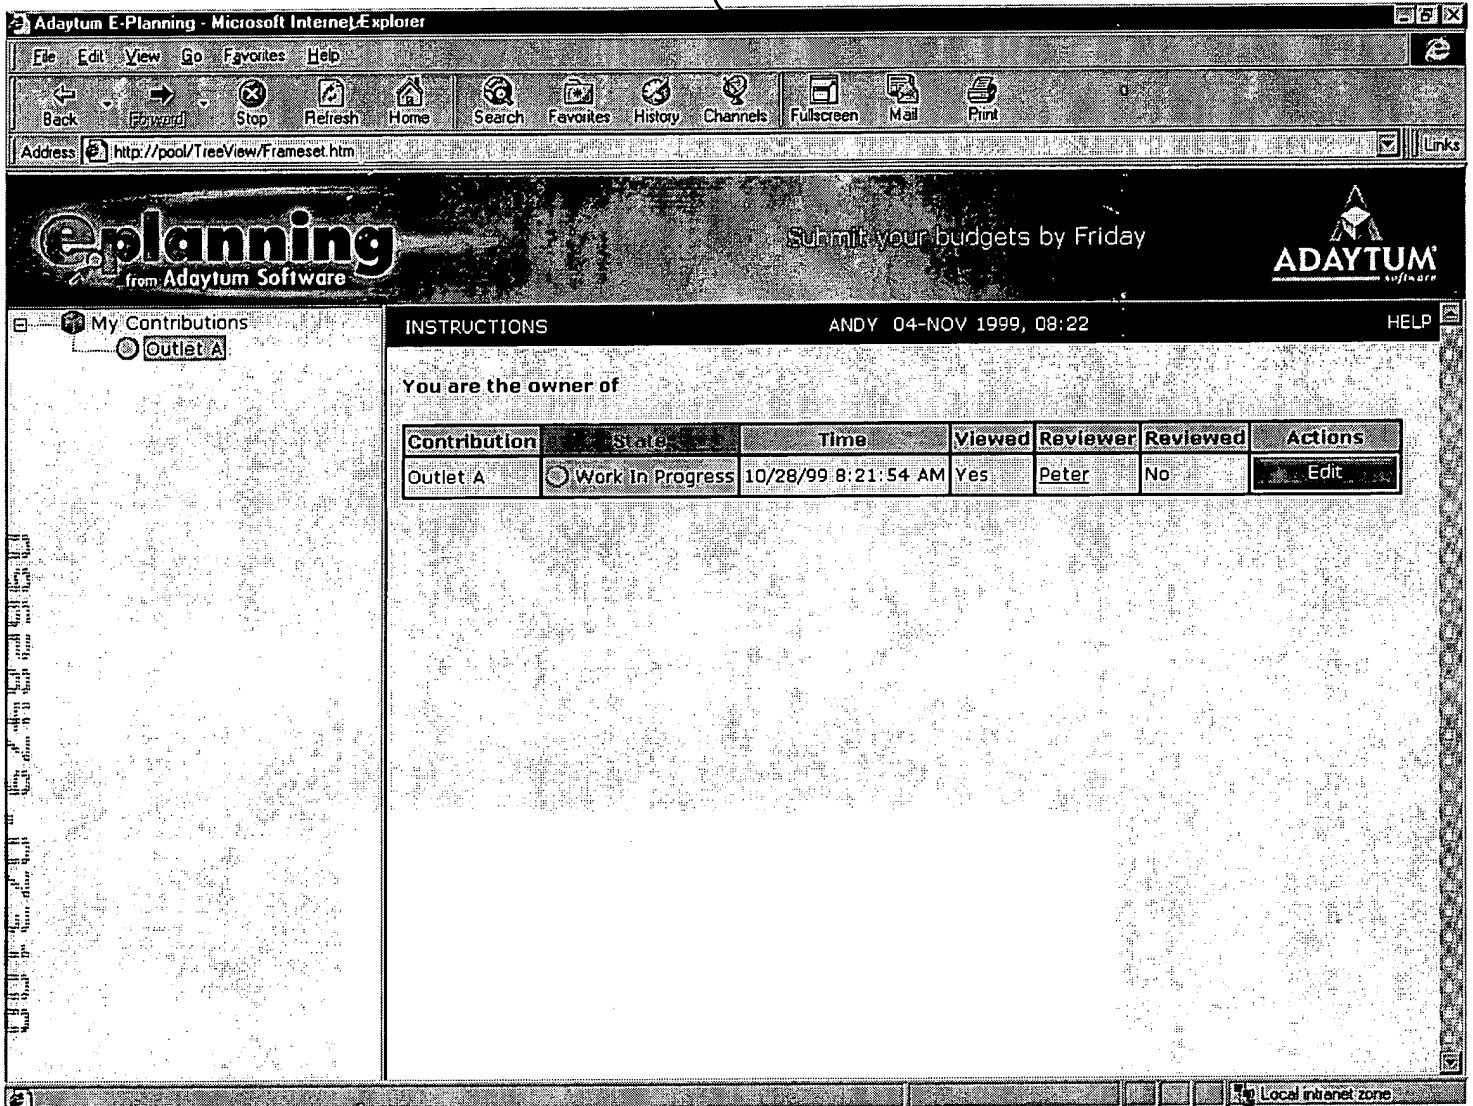 Adaytum E-Planning - Microsoft Internet Explorer
File Edit View Go Favorites Help
Back Forward Stop Refresh Home Search Favorites History Channels Fullscreen Mail Print
Address http://pool/TreeView/Frameset.htm Links
eplanning
from Adaytum Software
Submit your budgets by Friday
ADAYTUM
software
My Contributions
Outlet A
INSTRUCTIONS ANDY 04-NOV 1999, 08:22 HELP
You are the owner of
Contribution State Time Viewed Reviewer Reviewed Actions
Outlet A Work In Progress 10/28/99 8:21:54 AM Yes Peter No Edit
Local intranet zone